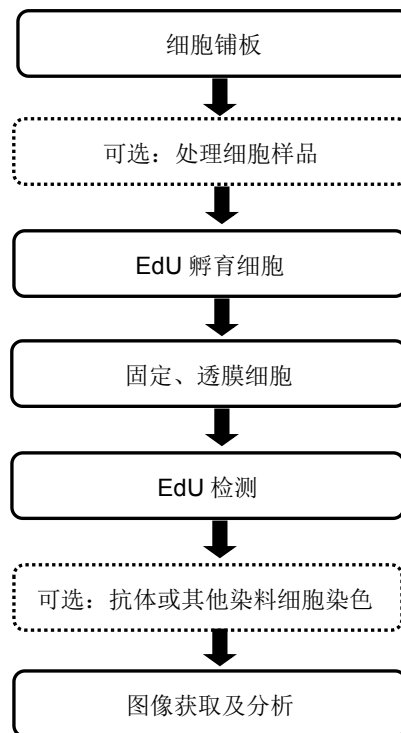 细胞铺板
可选：处理细胞样品
EdU 孵育细胞
固定、透膜细胞
EdU 检测
可选：抗体或其他染料细胞染色
图像获取及分析